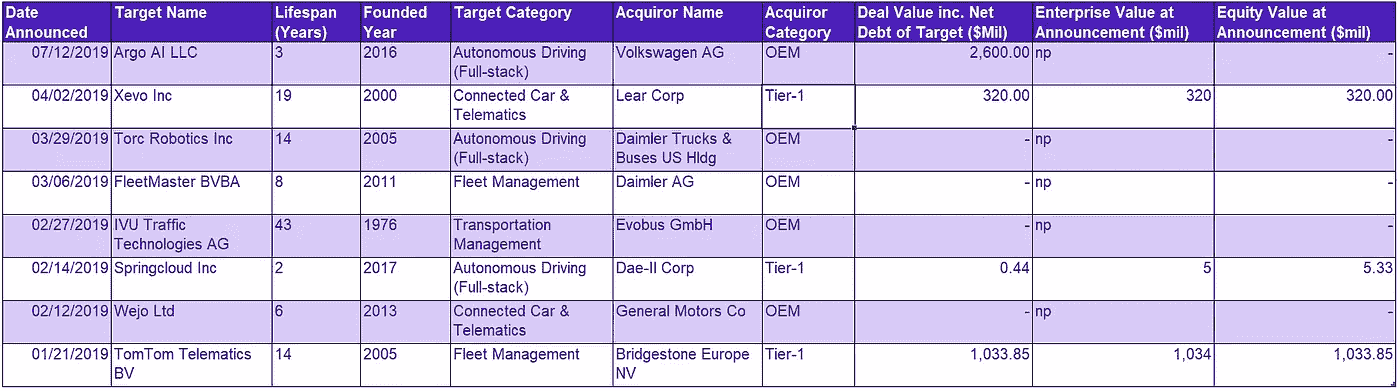 Date Announced Target Name Lifespan (Years) Founded Year Target Category Acquiror Name Acquiror Category Deal Value inc. Net Debt of Target ($Mil) Enterprise Value at Announcement ($mil) Equity Value at Announcement ($mil)
07/12/2019 Argo AI LLC 3 2016 Autonomous Driving (Full-stack) Volkswagen AG OEM 2,600.00 np -
04/02/2019 Xevo Inc 19 2000 Connected Car & Telematics Lear Corp Tier-1 320.00 320 320.00
03/29/2019 Torc Robotics Inc 14 2005 Autonomous Driving (Full-stack) Daimler Trucks & Buses US Hldg OEM - np -
03/06/2019 FleetMaster BVBA 8 2011 Fleet Management Daimler AG OEM - np -
02/27/2019 IVU Traffic Technologies AG 43 1976 Transportation Management Evobus GmbH OEM - np -
02/14/2019 Springcloud Inc 2 2017 Autonomous Driving (Full-stack) Dae-II Corp Tier-1 0.44 5 5.33
02/12/2019 Wejo Ltd 6 2013 Connected Car & Telematics General Motors Co OEM - np -
01/21/2019 TomTom Telematics BV 14 2005 Fleet Management Bridgestone Europe NV Tier-1 1,033.85 1,034 1,033.85